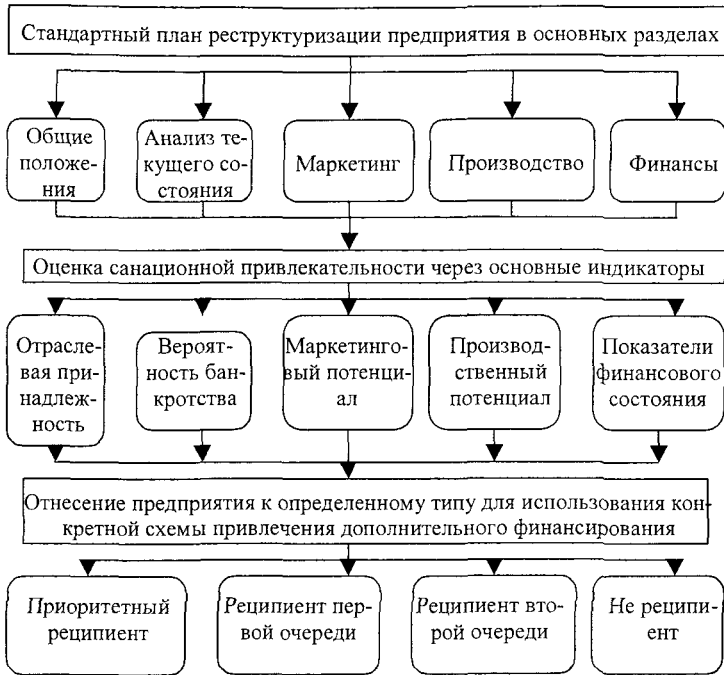 Стандартный план реструктуризации предприятия в основных разделах
Общие
положе-
ния
Анализ те-
кущего со-
стояния
Маркетинг
Производство
Финансы
Оценка санационной привлекательности через основные индикаторы
Отрасле-
вая при-
надлеж-
ность
Вероят-
ность бан-
кротства
Маркетинго-
вый потенци-
ал
Производ-
ственный
потенциал
Показатели
финансового
состояния
Отнесение предприятия к определенному типу для использования кон-
кретной схемы привлечения дополнительного финансирования
Приоритетный
реципиент
Реципиент пер-
вой очереди
Реципиент вто-
рой очереди
Не реципи-
ент